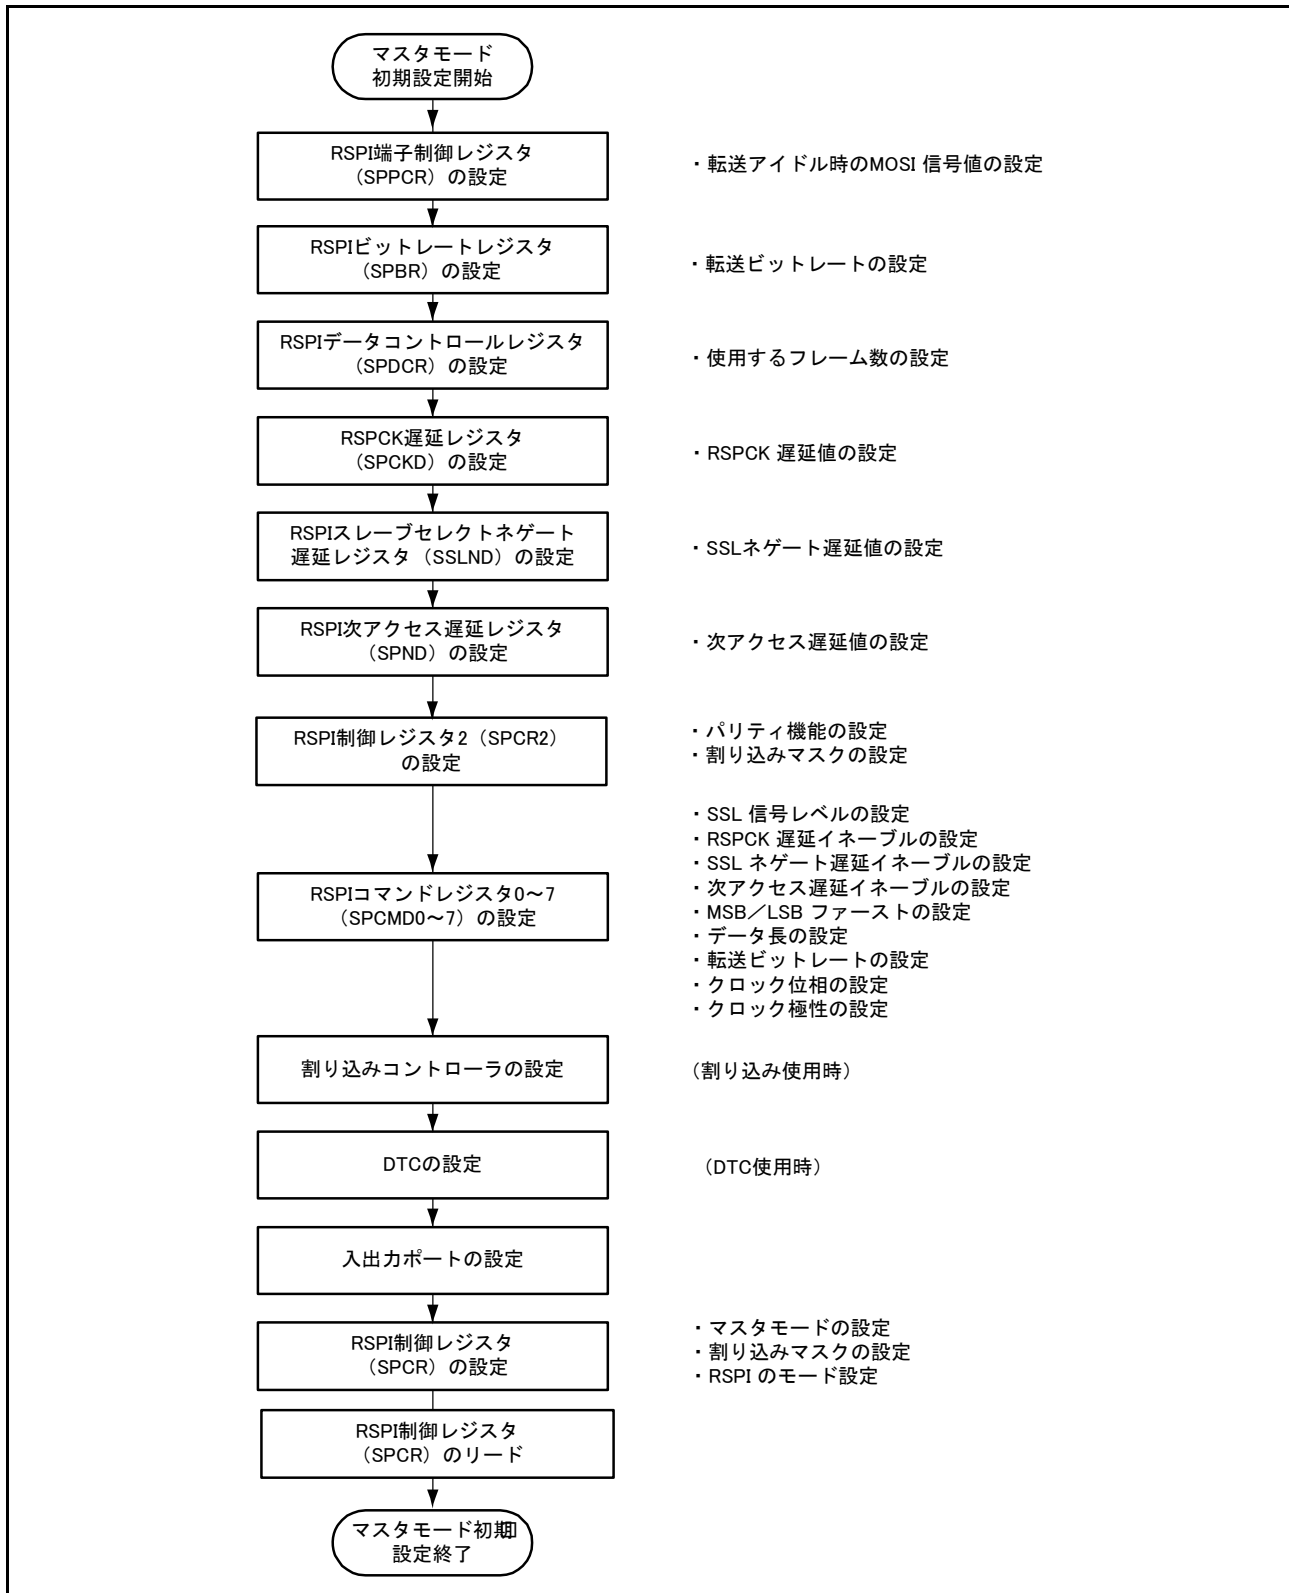 マスタモード
初期設定開始
RSPI端子制御レジスタ
（SPPCR）の設定
・転送アイドル時のMOSI 信号値の設定
RSPIビットレートレジスタ
（SPBR）の設定
・転送ビットレートの設定
RSPIデータコントロールレジスタ
（SPDCR）の設定
・使用するフレーム数の設定
RSPCK遅延レジスタ
（SPCKD）の設定
・RSPCK 遅延値の設定
RSPIスレーブセレクトネゲート
遅延レジスタ（SSLND）の設定
・SSLネゲート遅延値の設定
RSPI次アクセス遅延レジスタ
（SPND）の設定
・次アクセス遅延値の設定
RSPI制御レジスタ2（SPCR2）
の設定
・パリティ機能の設定
・割り込みマスクの設定
RSPIコマンドレジスタ0～7
（SPCMD0～7）の設定
・SSL 信号レベルの設定
・RSPCK 遅延イネーブルの設定
・SSL ネゲート遅延イネーブルの設定
・次アクセス遅延イネーブルの設定
・MSB／LSB ファーストの設定
・データ長の設定
・転送ビットレートの設定
・クロック位相の設定
・クロック極性の設定
割り込みコントローラの設定
（割り込み使用時）
DTCの設定
（DTC使用時）
入出力ポートの設定
RSPI制御レジスタ
（SPCR）の設定
・マスタモードの設定
・割り込みマスクの設定
・RSPI のモード設定
RSPI制御レジスタ
（SPCR）のリード
マスタモード初期
設定終了